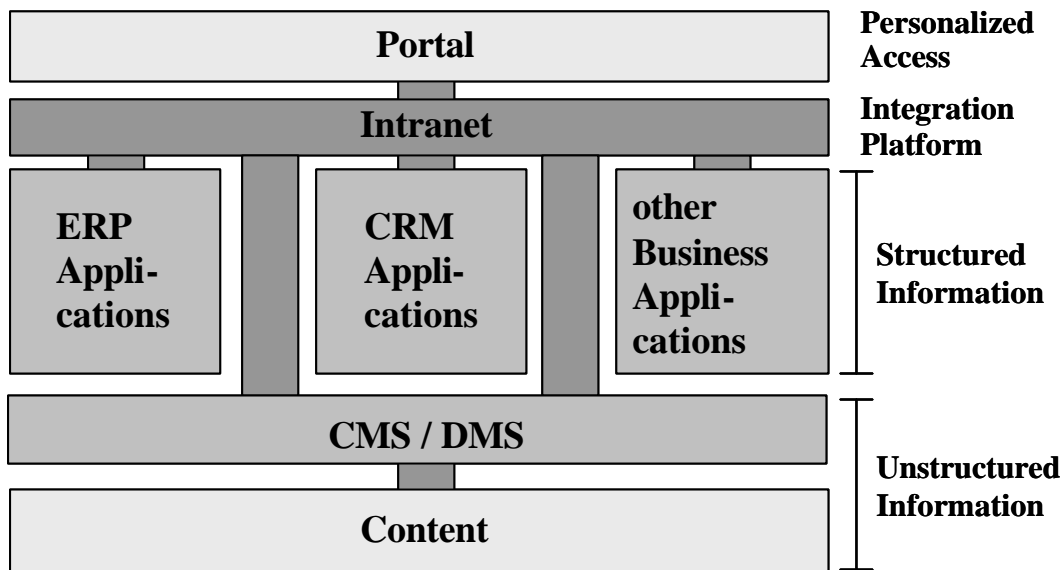 Portal
Personalized
Access
Intranet
Integration
Platform
ERP
Appli-
cations
CRM
Appli-
cations
other
Business
Appli-
cations
Structured
Information
CMS / DMS
Unstructured
Information
Content